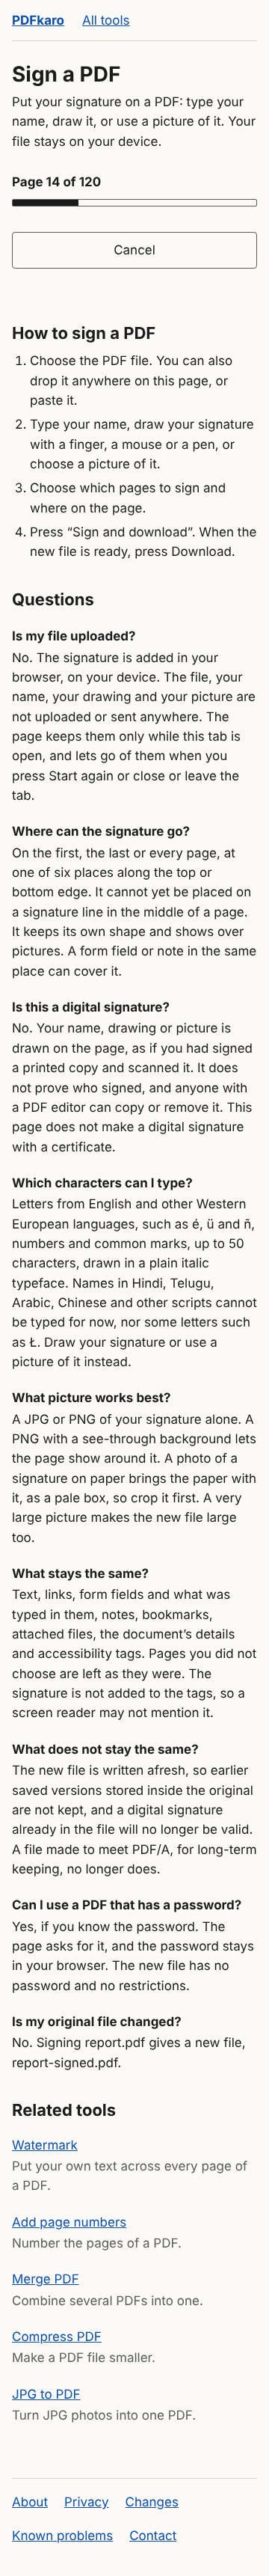 PDFkaro All tools
Sign a PDF
Put your signature on a PDF: type your
name, draw it, or use a picture of it. Your
file stays on your device.
Page 14 of 120
Cancel
How to sign a PDF
1. Choose the PDF file. You can also
drop it anywhere on this page, or
paste it.
2. Type your name, draw your signature
with a finger, a mouse or a pen, or
choose a picture of it.
3. Choose which pages to sign and
where on the page.
4. Press “Sign and download”. When the
new file is ready, press Download.
Questions
Is my file uploaded?
No. The signature is added in your
browser, on your device. The file, your
name, your drawing and your picture are
not uploaded or sent anywhere. The
page keeps them only while this tab is
open, and lets go of them when you
press Start again or close or leave the
tab.
Where can the signature go?
On the first, the last or every page, at
one of six places along the top or
bottom edge. It cannot yet be placed on
a signature line in the middle of a page.
It keeps its own shape and shows over
pictures. A form field or note in the same
place can cover it.
Is this a digital signature?
No. Your name, drawing or picture is
drawn on the page, as if you had signed
a printed copy and scanned it. It does
not prove who signed, and anyone with
a PDF editor can copy or remove it. This
page does not make a digital signature
with a certificate.
Which characters can I type?
Letters from English and other Western
European languages, such as é, ü and ñ,
numbers and common marks, up to 50
characters, drawn in a plain italic
typeface. Names in Hindi, Telugu,
Arabic, Chinese and other scripts cannot
be typed for now, nor some letters such
as Ł. Draw your signature or use a
picture of it instead.
What picture works best?
A JPG or PNG of your signature alone. A
PNG with a see-through background lets
the page show around it. A photo of a
signature on paper brings the paper with
it, as a pale box, so crop it first. A very
large picture makes the new file large
too.
What stays the same?
Text, links, form fields and what was
typed in them, notes, bookmarks,
attached files, the document’s details
and accessibility tags. Pages you did not
choose are left as they were. The
signature is not added to the tags, so a
screen reader may not mention it.
What does not stay the same?
The new file is written afresh, so earlier
saved versions stored inside the original
are not kept, and a digital signature
already in the file will no longer be valid.
A file made to meet PDF/A, for long-term
keeping, no longer does.
Can I use a PDF that has a password?
Yes, if you know the password. The
page asks for it, and the password stays
in your browser. The new file has no
password and no restrictions.
Is my original file changed?
No. Signing report.pdf gives a new file,
report-signed.pdf.
Related tools
Watermark
Put your own text across every page of
a PDF.
Add page numbers
Number the pages of a PDF.
Merge PDF
Combine several PDFs into one.
Compress PDF
Make a PDF file smaller.
JPG to PDF
Turn JPG photos into one PDF.
About Privacy Changes
Known problems Contact